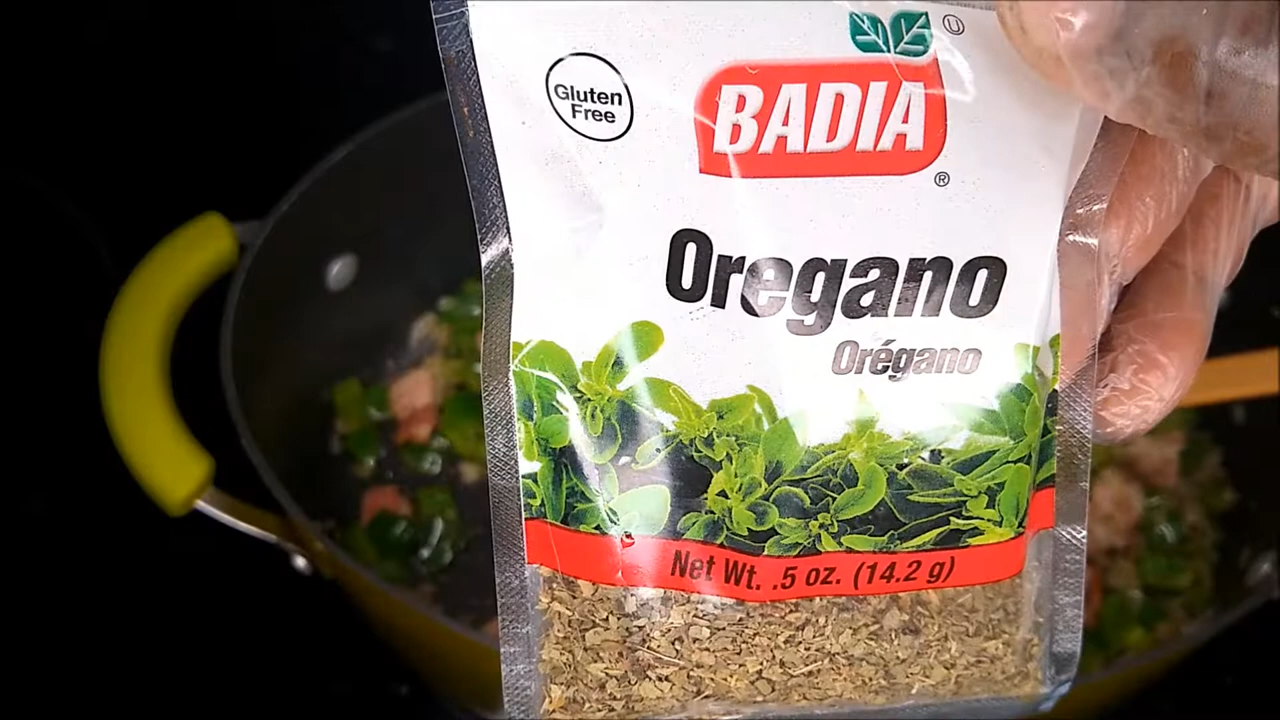 Gluten
Free
BADIA
®
Ⓤ
Oregano
Orégano
Net Wt. .5 oz. (14.2 g)